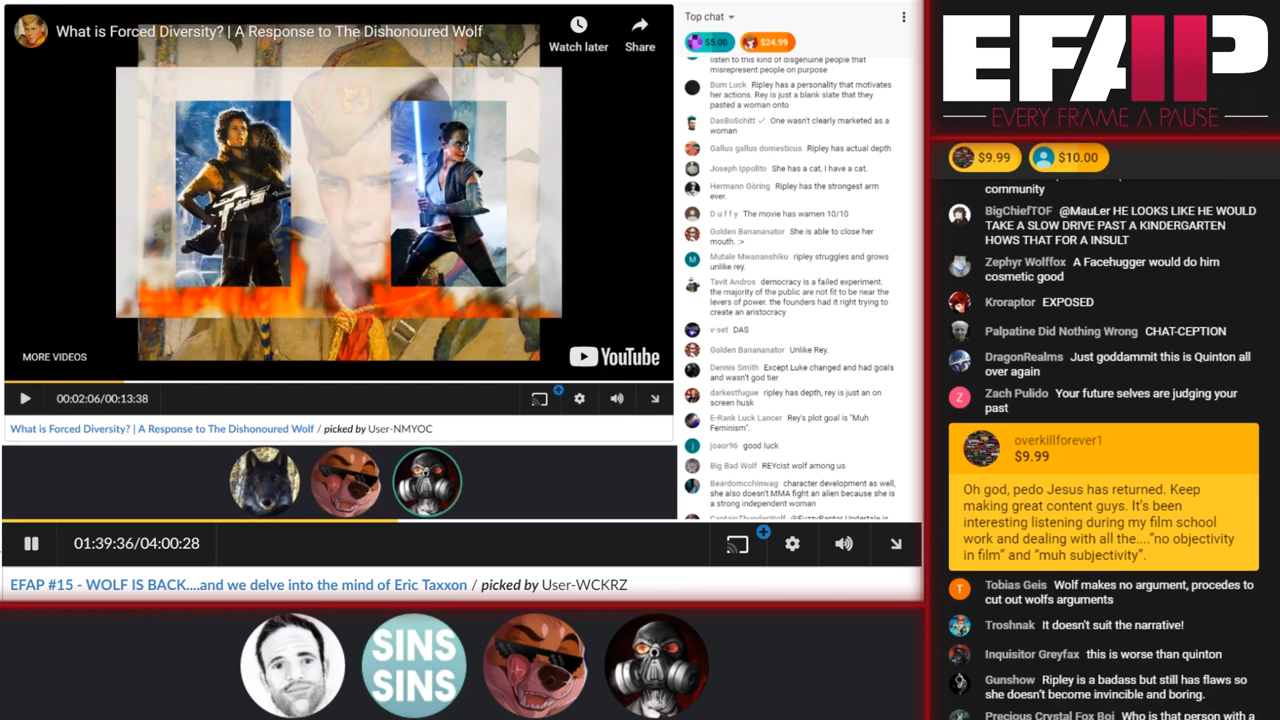 What is Forced Diversity? | A Response to The Dishonoured Wolf
Watch later
Share
MORE VIDEOS
YouTube
00:02:06/00:13:38
What is Forced Diversity? | A Response to The Dishonoured Wolf / picked by User-NMYOC
Top chat
$5.00
$24.99
listen to this kind of disgenuine people that
misrepresent people on purpose
Bum Luck Ripley has a personality that motivates
her actions. Rey is just a blank slate that they
pasted a woman onto
DasBoSchitt One wasn't clearly marketed as a
woman
Gallus gallus domesticus Ripley has actual depth
Joseph Ippolito She has a cat, I have a cat.
Hermann Göring Ripley has the strongest arm
ever.
D u f f y The movie has wamen 10/10
Golden Banananator She is able to close her
mouth. :>
M
Mutale Mwananshiku ripley struggles and grows
unlike rey.
Tavit Andros democracy is a failed experiment.
the majority of the public are not fit to be near the
levers of power. the founders had it right trying to
create an aristocracy
v-set DAS
Golden Banananator Unlike Rey.
Dennis Smith Except Luke changed and had goals
and wasn't god tier
darkestfugue ripley has depth, rey is just an on
screen husk
E-Rank Luck Lancer Rey's plot goal is "Muh
Feminism".
j
joaor96 good luck
Big Bad Wolf REYcist wolf among us
Beardomcchinwag character development as well,
she also doesn't MMA fight an alien because she is
a strong independent woman
CaptainThunderWolf @FuzzyRaptor Undertale is
01:39:36/04:00:28
EFAP #15 - WOLF IS BACK....and we delve into the mind of Eric Taxxon / picked by User-WCKRZ
SINS
SINS
EFAP
EVERY FRAME A PAUSE
$9.99
$10.00
community
BigChiefTOF @MauLer HE LOOKS LIKE HE WOULD
TAKE A SLOW DRIVE PAST A KINDERGARTEN
HOWS THAT FOR A INSULT
Zephyr Wolffox A Facehugger would do him
cosmetic good
Kroraptor EXPOSED
Palpatine Did Nothing Wrong CHAT-CEPTION
DragonRealms Just goddammit this is Quinton all
over again
Z
Zach Pulido Your future selves are judging your
past
overkillforever1
$9.99
Oh god, pedo Jesus has returned. Keep
making great content guys. It's been
interesting listening during my film school
work and dealing with all the...."no objectivity
in film" and "muh subjectivity".
T
Tobias Geis Wolf makes no argument, procedes to
cut out wolfs arguments
Troshnak It doesn't suit the narrative!
Inquisitor Greyfax this is worse than quinton
Gunshow Ripley is a badass but still has flaws so
she doesn't become invincible and boring.
Precious Crystal Fox Boi Who is that person with a